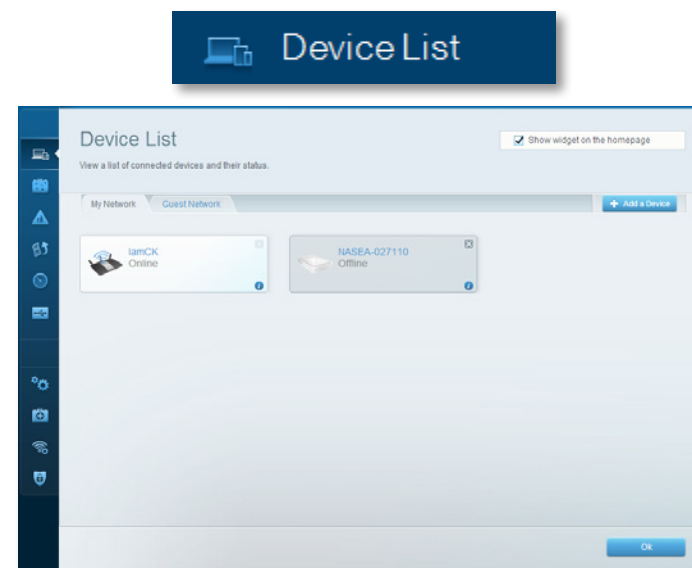 Device List
Device List
Show widget on the homepage
View a list of connected devices and their status.
My Network
Guest Network
Add a Device
IamCK
Online
NASEA-027110
Offline
Ok